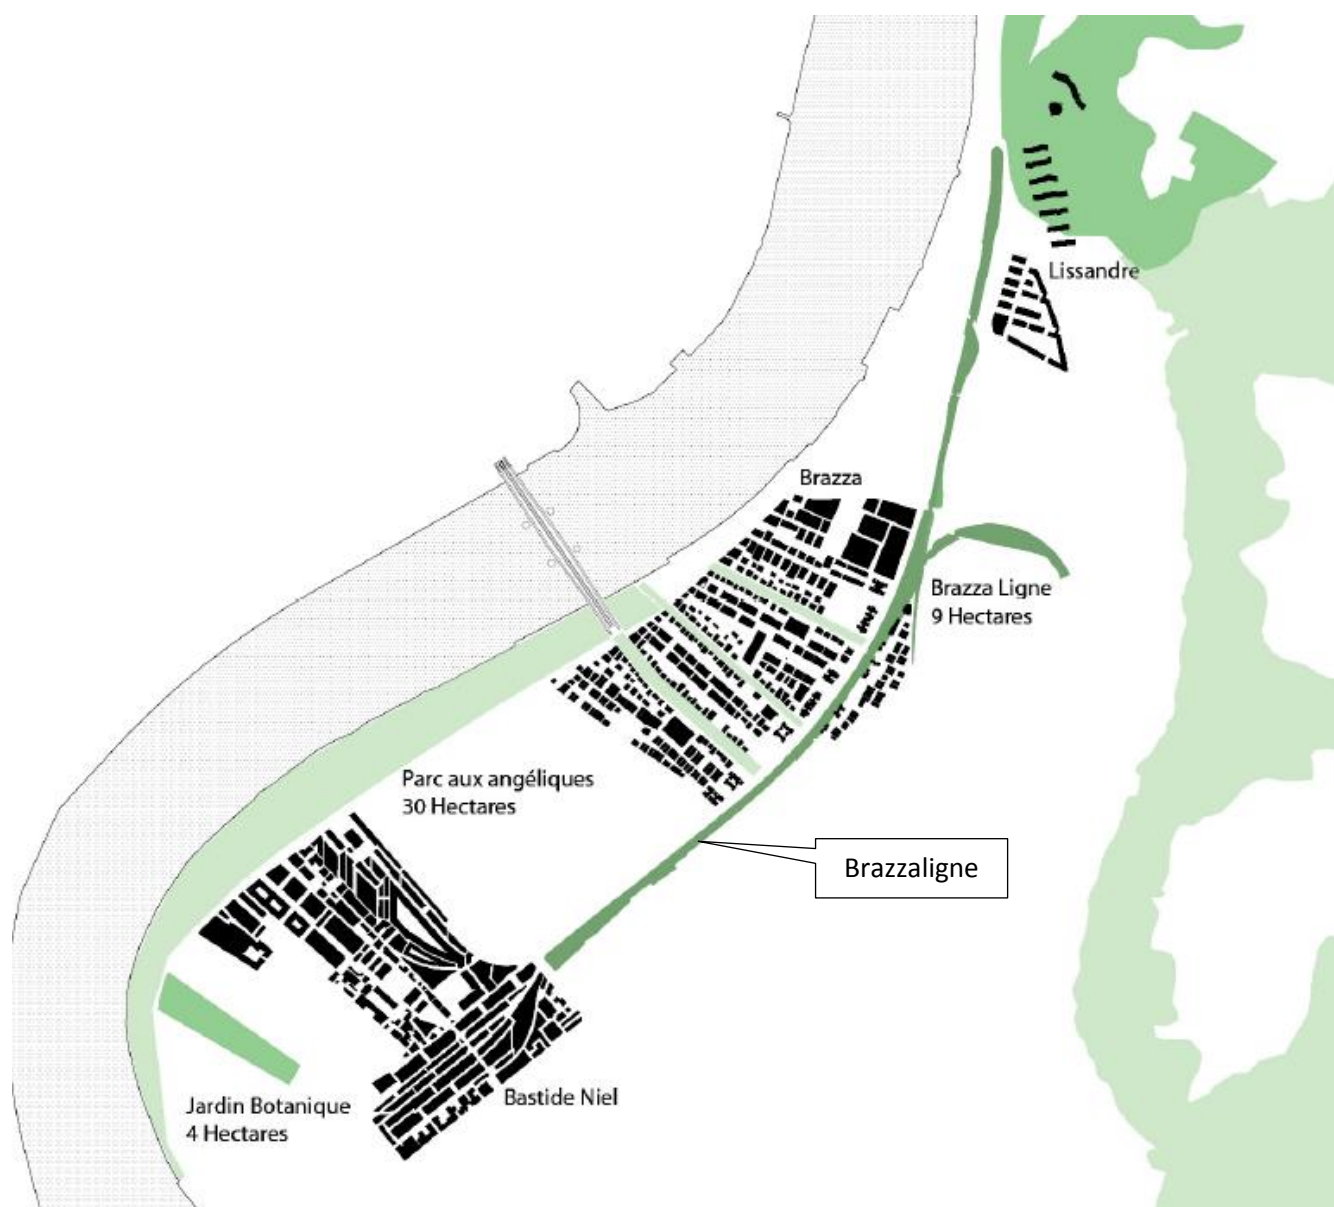 Lissandre
Brazza
Brazza Ligne
9 Hectares
Parc aux angéliques
30 Hectares
Brazzaligne
Bastide Niel
Jardin Botanique
4 Hectares